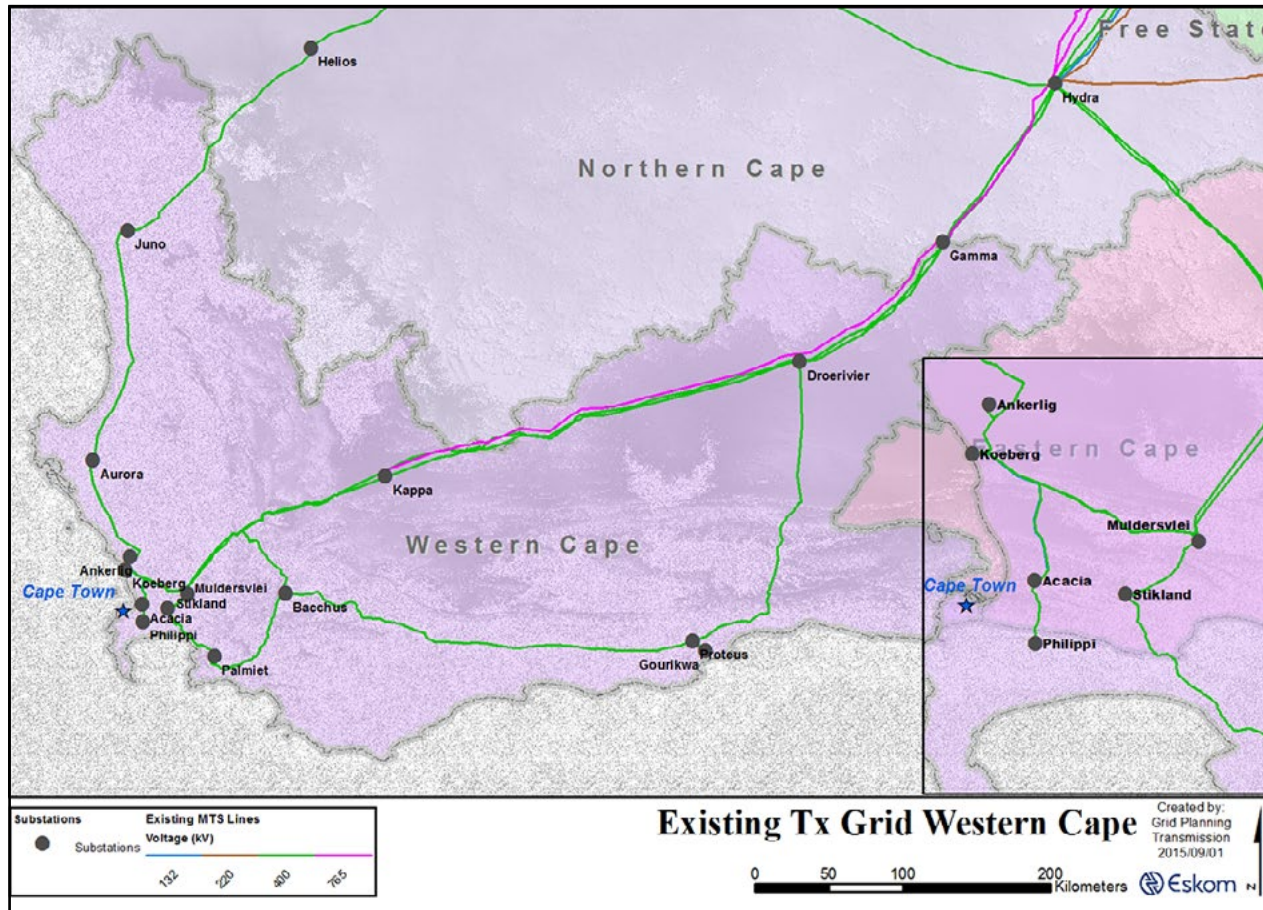 Free State
Helios
Hydra
Northern Cape
Juno
Gamma
Droerivier
Aurora
Kappa
Western Cape
Ankerlig
Koeberg
Muldersvlei
Cape Town
Stikland
Bacchus
Acacia
Philippi
Palmiet
Gourikwa
Proteus
Ankerlig
Eastern Cape
Koeberg
Muldersvlei
Acacia
Cape Town
Stikland
Philippi
Substations
Substations
Existing MTS Lines
Voltage (kV)
132
220
400
765
Existing Tx Grid Western Cape
Created by:
Grid Planning
Transmission
2015/09/01
0 50 100 200
Kilometers
Eskom
N